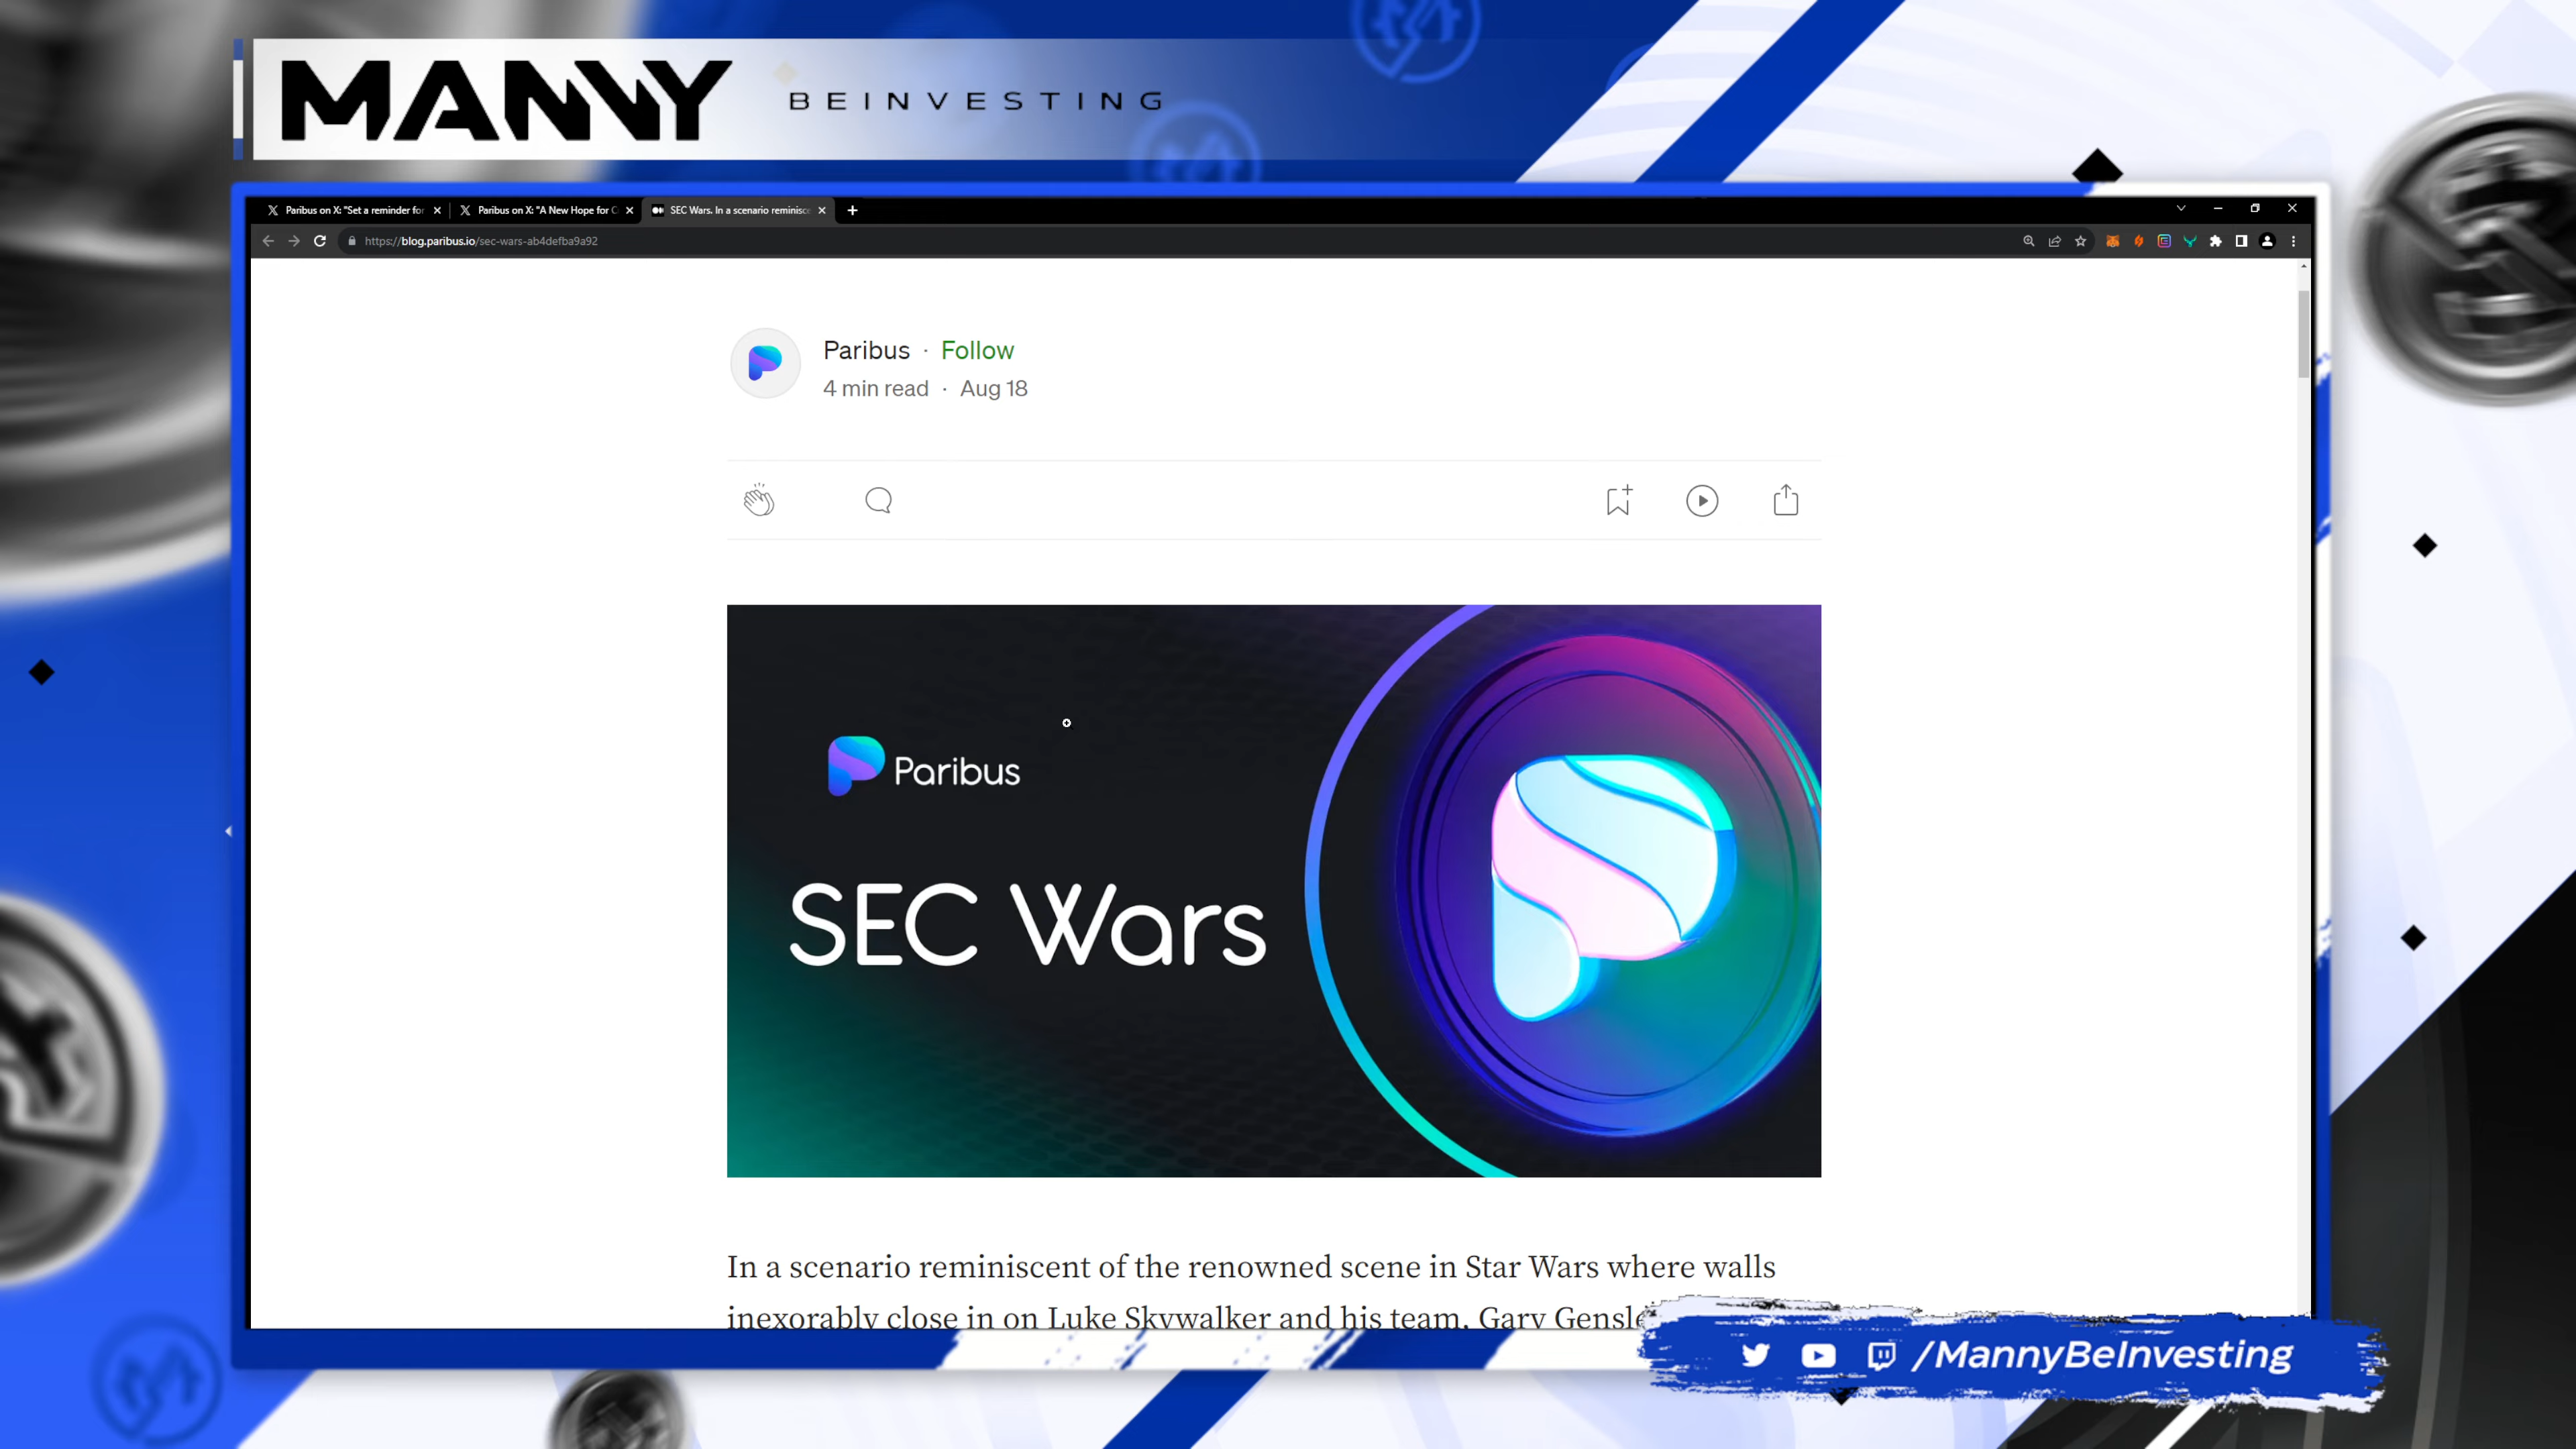 MANNY
BEINVESTING
Paribus on X: "Set a reminder for
Paribus on X: "A New Hope for C
SEC Wars. In a scenario reminisc
https://blog.paribus.io/sec-wars-ab4defba9a92
Paribus · Follow
4 min read · Aug 18
Paribus
SEC Wars
In a scenario reminiscent of the renowned scene in Star Wars where walls
inexorably close in on Luke Skywalker and his team, Gary Gensle
/MannyBeInvesting